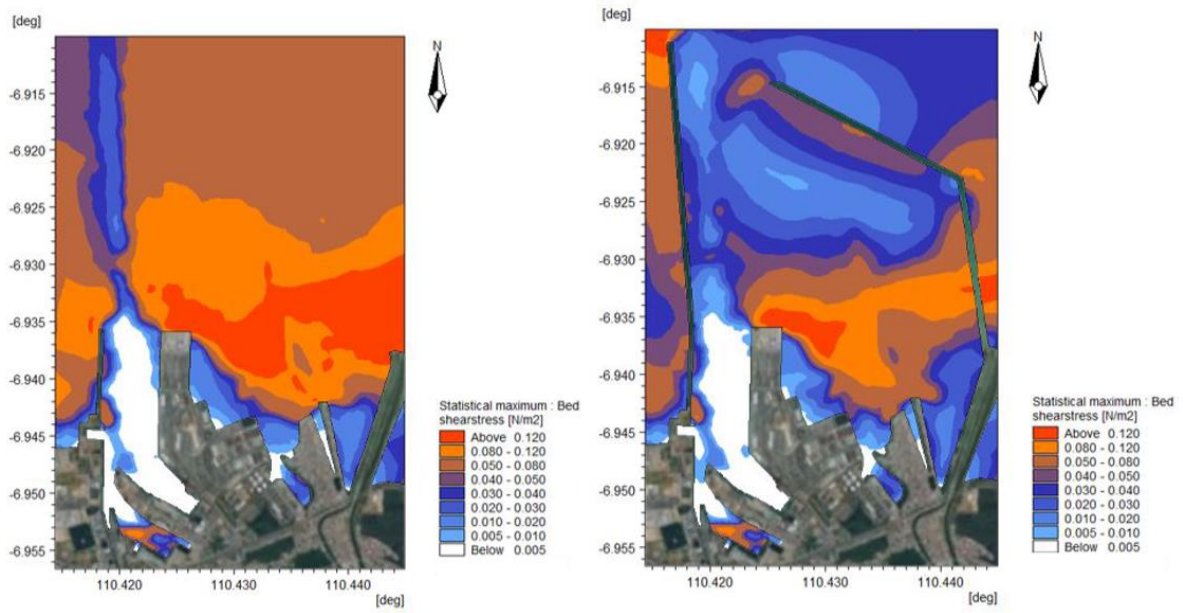 [deg]
N
-6.915
-6.920
-6.925
-6.930
-6.935
-6.940
-6.945
-6.950
-6.955
110.420 110.430 110.440
[deg]
Statistical maximum : Bed
shearstress [N/m2]
Above 0.120
0.080 - 0.120
0.050 - 0.080
0.040 - 0.050
0.030 - 0.040
0.020 - 0.030
0.010 - 0.020
0.005 - 0.010
Below 0.005
[deg]
N
-6.915
-6.920
-6.925
-6.930
-6.935
-6.940
-6.945
-6.950
-6.955
110.420 110.430 110.440
[deg]
Statistical maximum : Bed
shearstress [N/m2]
Above 0.120
0.080 - 0.120
0.050 - 0.080
0.040 - 0.050
0.030 - 0.040
0.020 - 0.030
0.010 - 0.020
0.005 - 0.010
Below 0.005